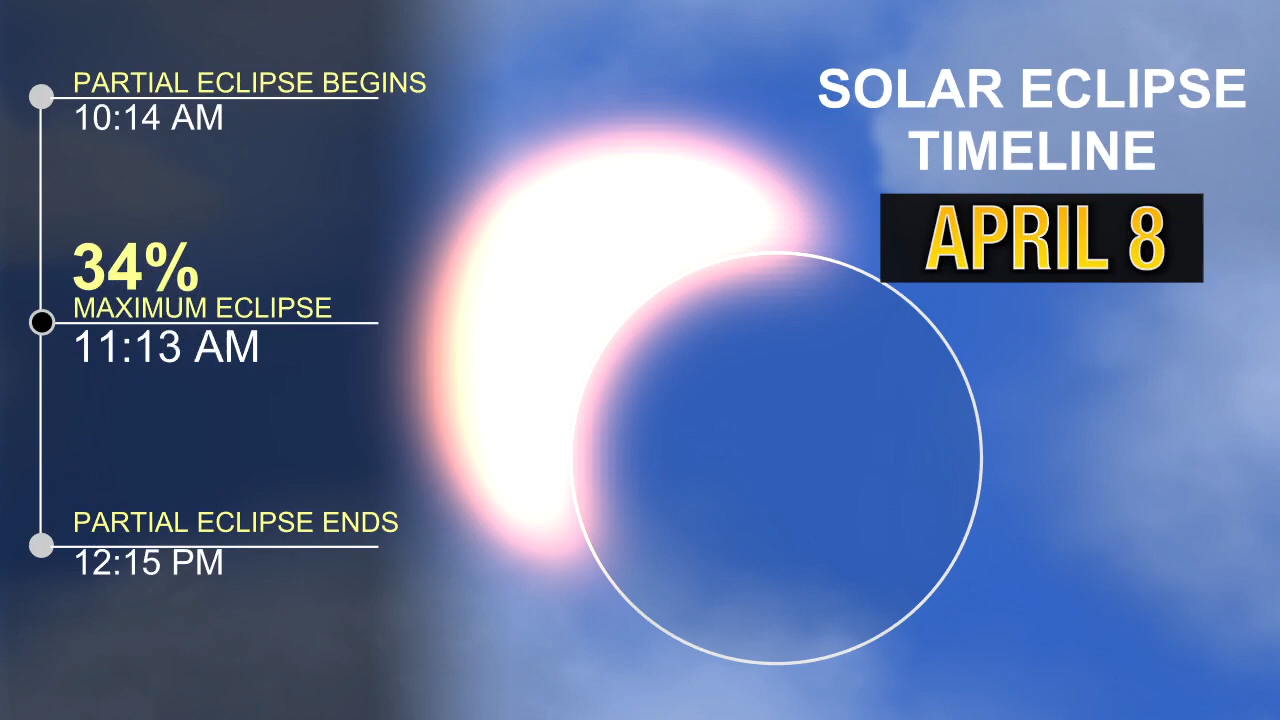 SOLAR ECLIPSE
TIMELINE
APRIL 8
PARTIAL ECLIPSE BEGINS
10:14 AM
34%
MAXIMUM ECLIPSE
11:13 AM
PARTIAL ECLIPSE ENDS
12:15 PM